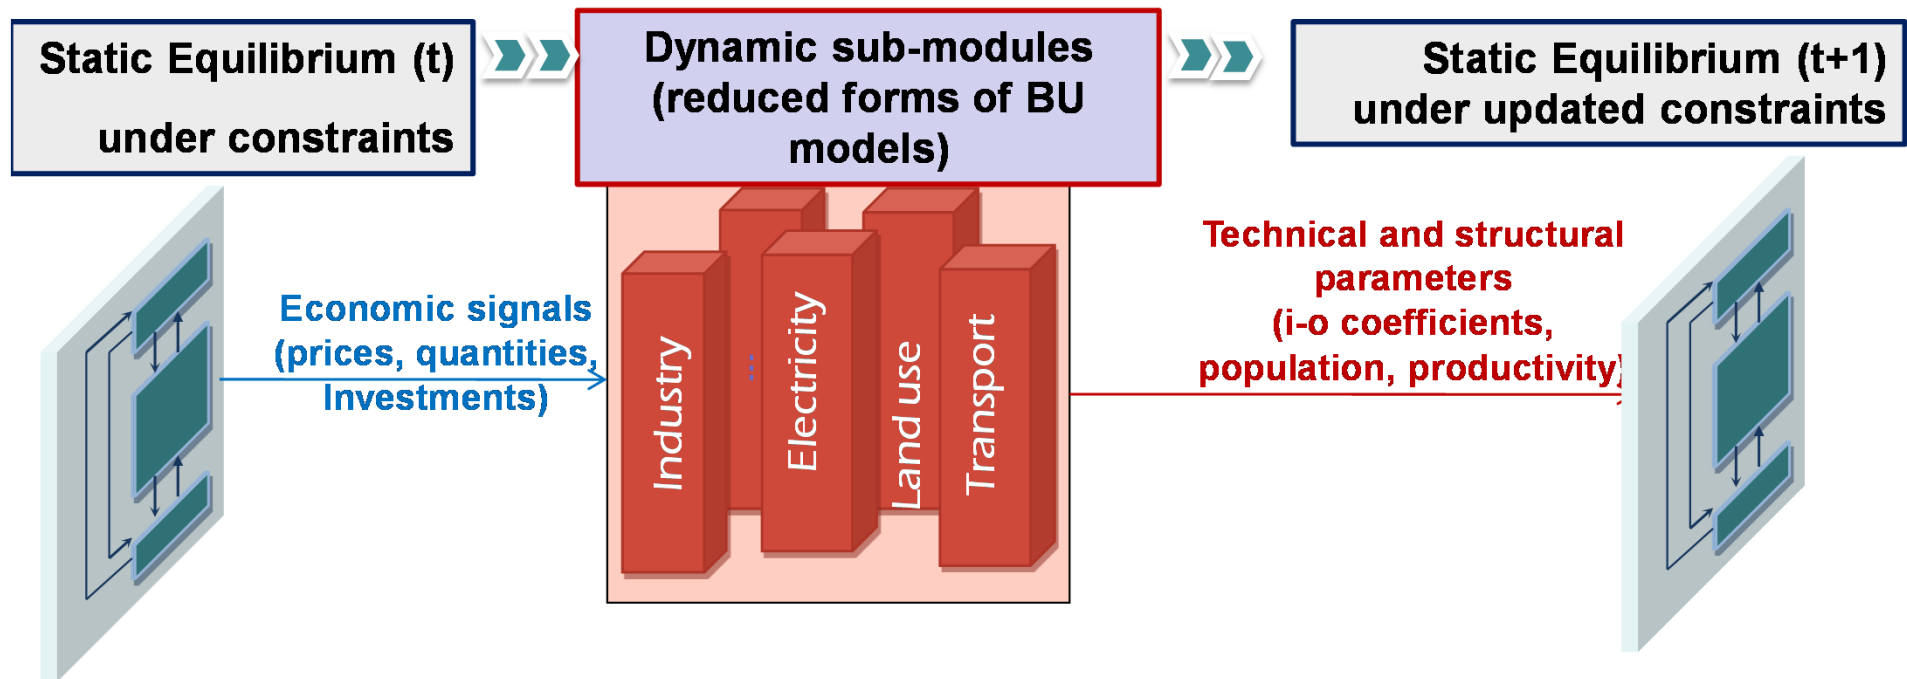 Static Equilibrium (t)
under constraints
Dynamic sub-modules
(reduced forms of BU
models)
Static Equilibrium (t+1)
under updated constraints
Economic signals
(prices, quantities,
Investments)
Industry
...
Electricity
Land use
Transport
Technical and structural
parameters
(i-o coefficients,
population, productivity)